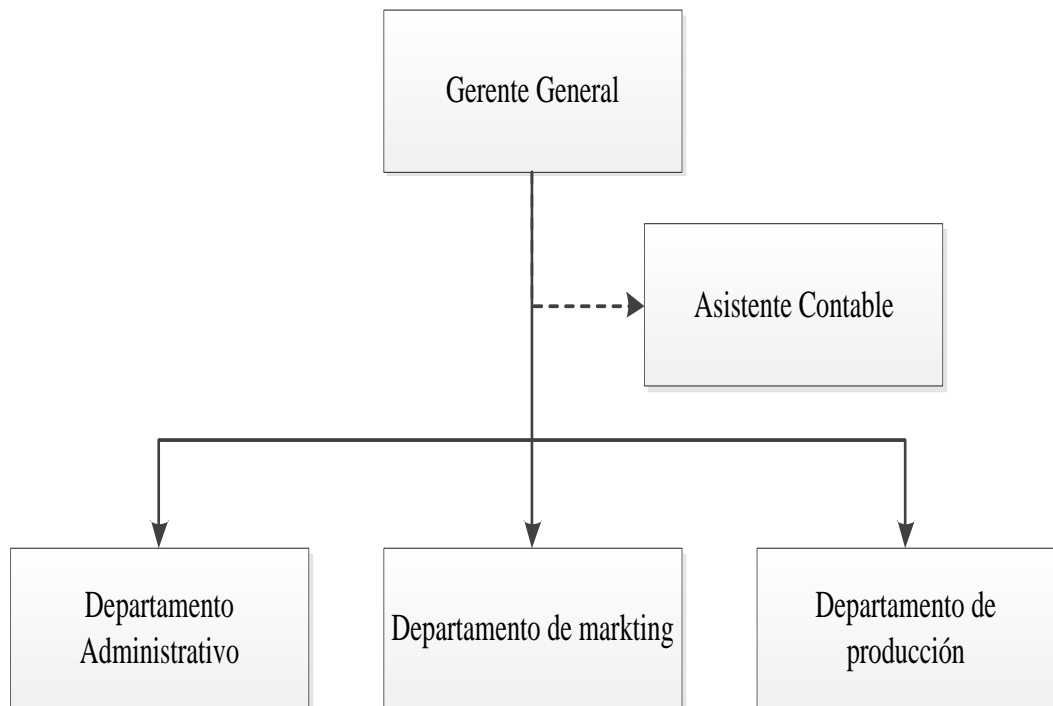 Gerente General
Asistente Contable
Departamento
Administrativo
Departamento de markting
Departamento de
producción